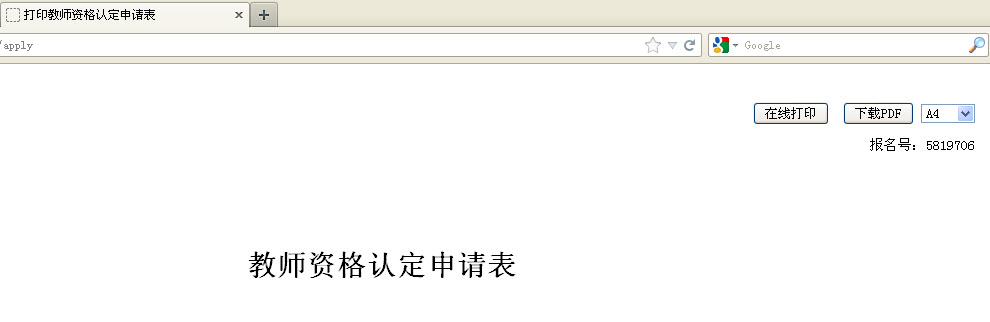 打印教师资格认定申请表
/apply
Google
在线打印 下载PDF A4
报名号：5819706
教师资格认定申请表